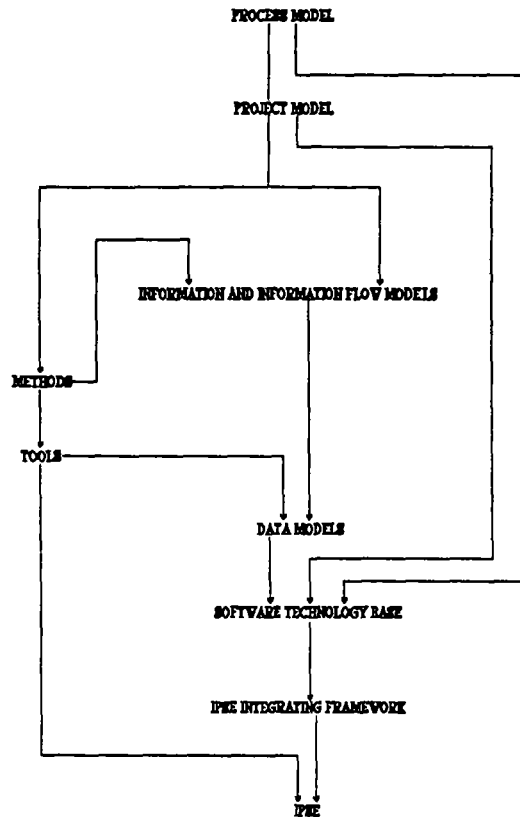 PROCESS MODEL
PROJECT MODEL
INFORMATION AND INFORMATION FLOW MODELS
METHODS
TOOLS
DATA MODELS
SOFTWARE TECHNOLOGY BASE
IPSE INTEGRATING FRAMEWORK
IPSE